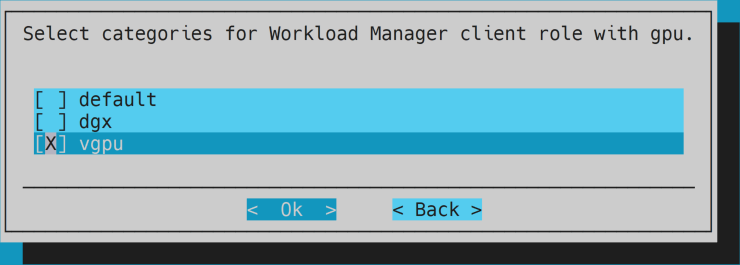 Select categories for Workload Manager client role with gpu.
[ ] default
[ ] dgx
[X] vgpu
<  Ok  > < Back >